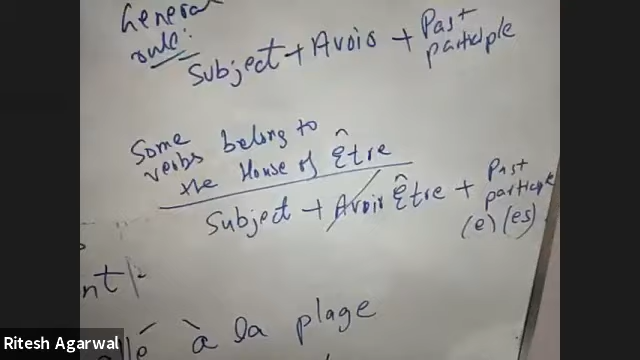 General
rule:
Subject + Avoir + Past
participle
Some
verbs belong to
the House of Être
Subject + Avoir Être + Past
participle
(e) (es)
nt
allé à la plage
Ritesh Agarwal